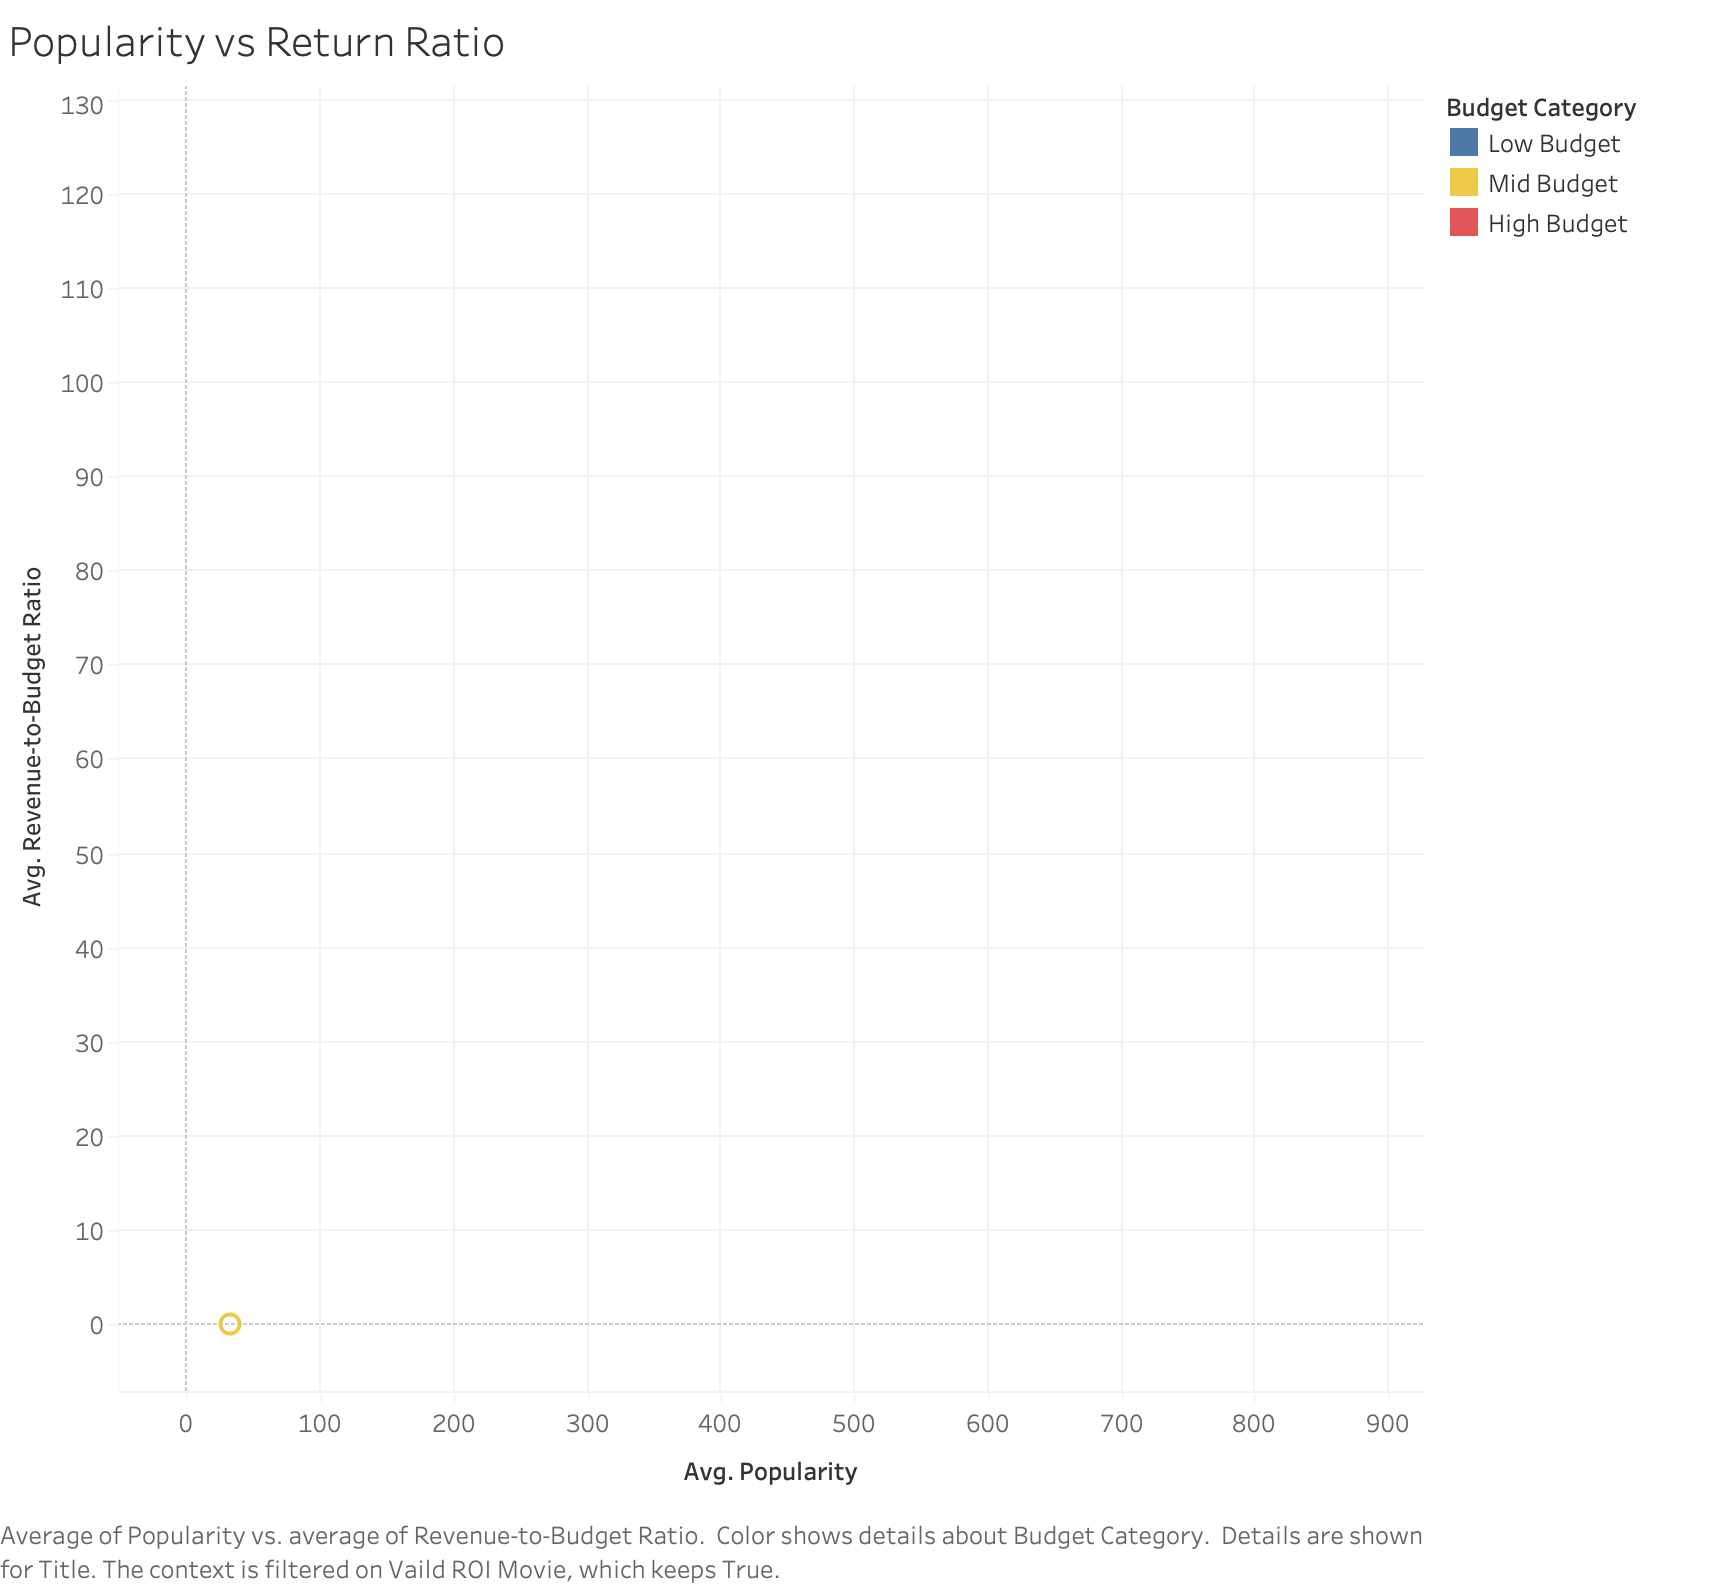 Popularity vs Return Ratio
Budget Category
Low Budget
Mid Budget
High Budget
Avg. Revenue-to-Budget Ratio
130
120
110
100
90
80
70
60
50
40
30
20
10
0
0 100 200 300 400 500 600 700 800 900
Avg. Popularity
Average of Popularity vs. average of Revenue-to-Budget Ratio. Color shows details about Budget Category. Details are shown
for Title. The context is filtered on Vaild ROI Movie, which keeps True.